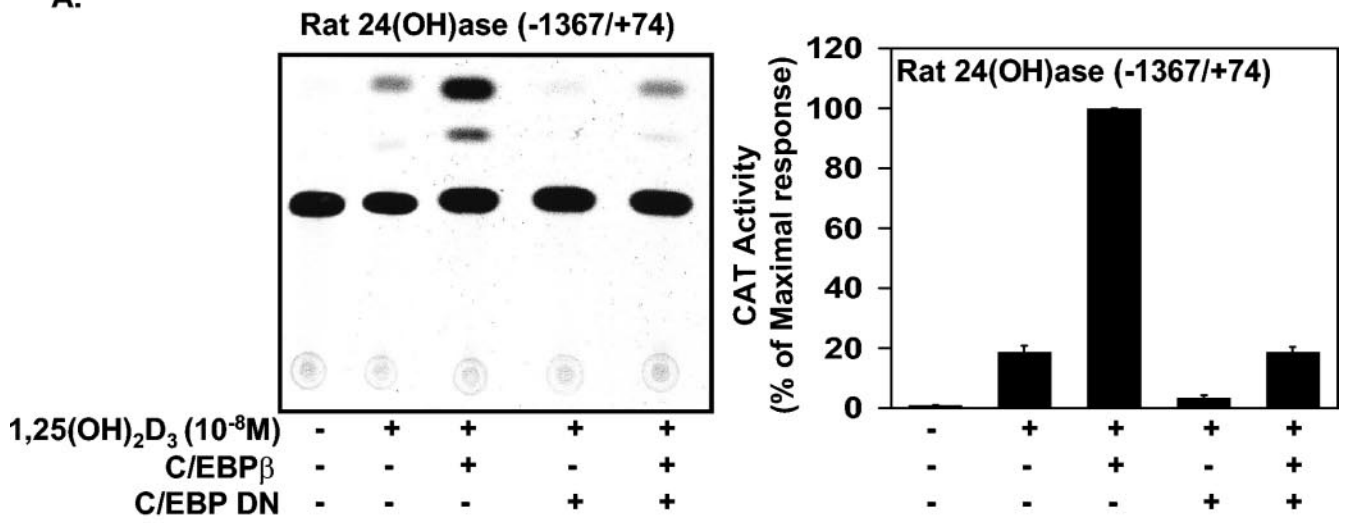 A.
Rat 24(OH)ase (-1367/+74)
1,25(OH)₂D₃ (10⁻⁸M) - + + + +
C/EBPβ - - + - +
C/EBP DN - - - + +
CAT Activity
(% of Maximal response)
120
100
80
60
40
20
0
Rat 24(OH)ase (-1367/+74)
- + + + +
- - + - +
- - - + +